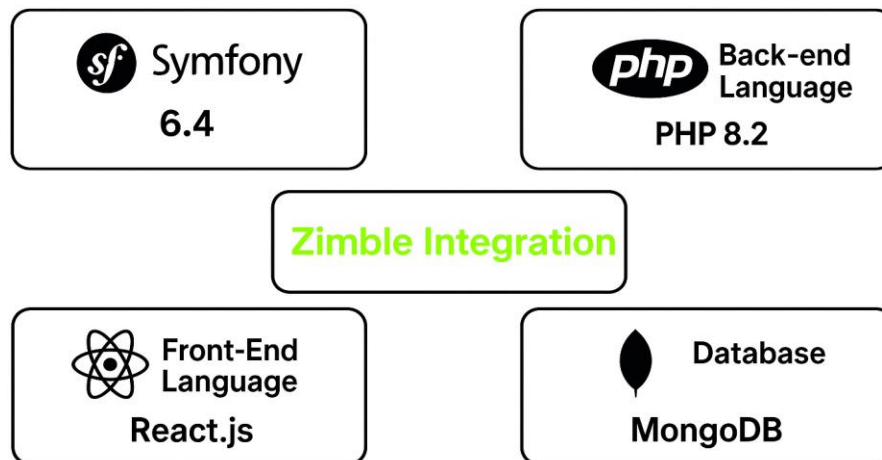 sf Symfony
6.4
php Back-end
Language
PHP 8.2
Zimble Integration
Front-End
Language
React.js
Database
MongoDB